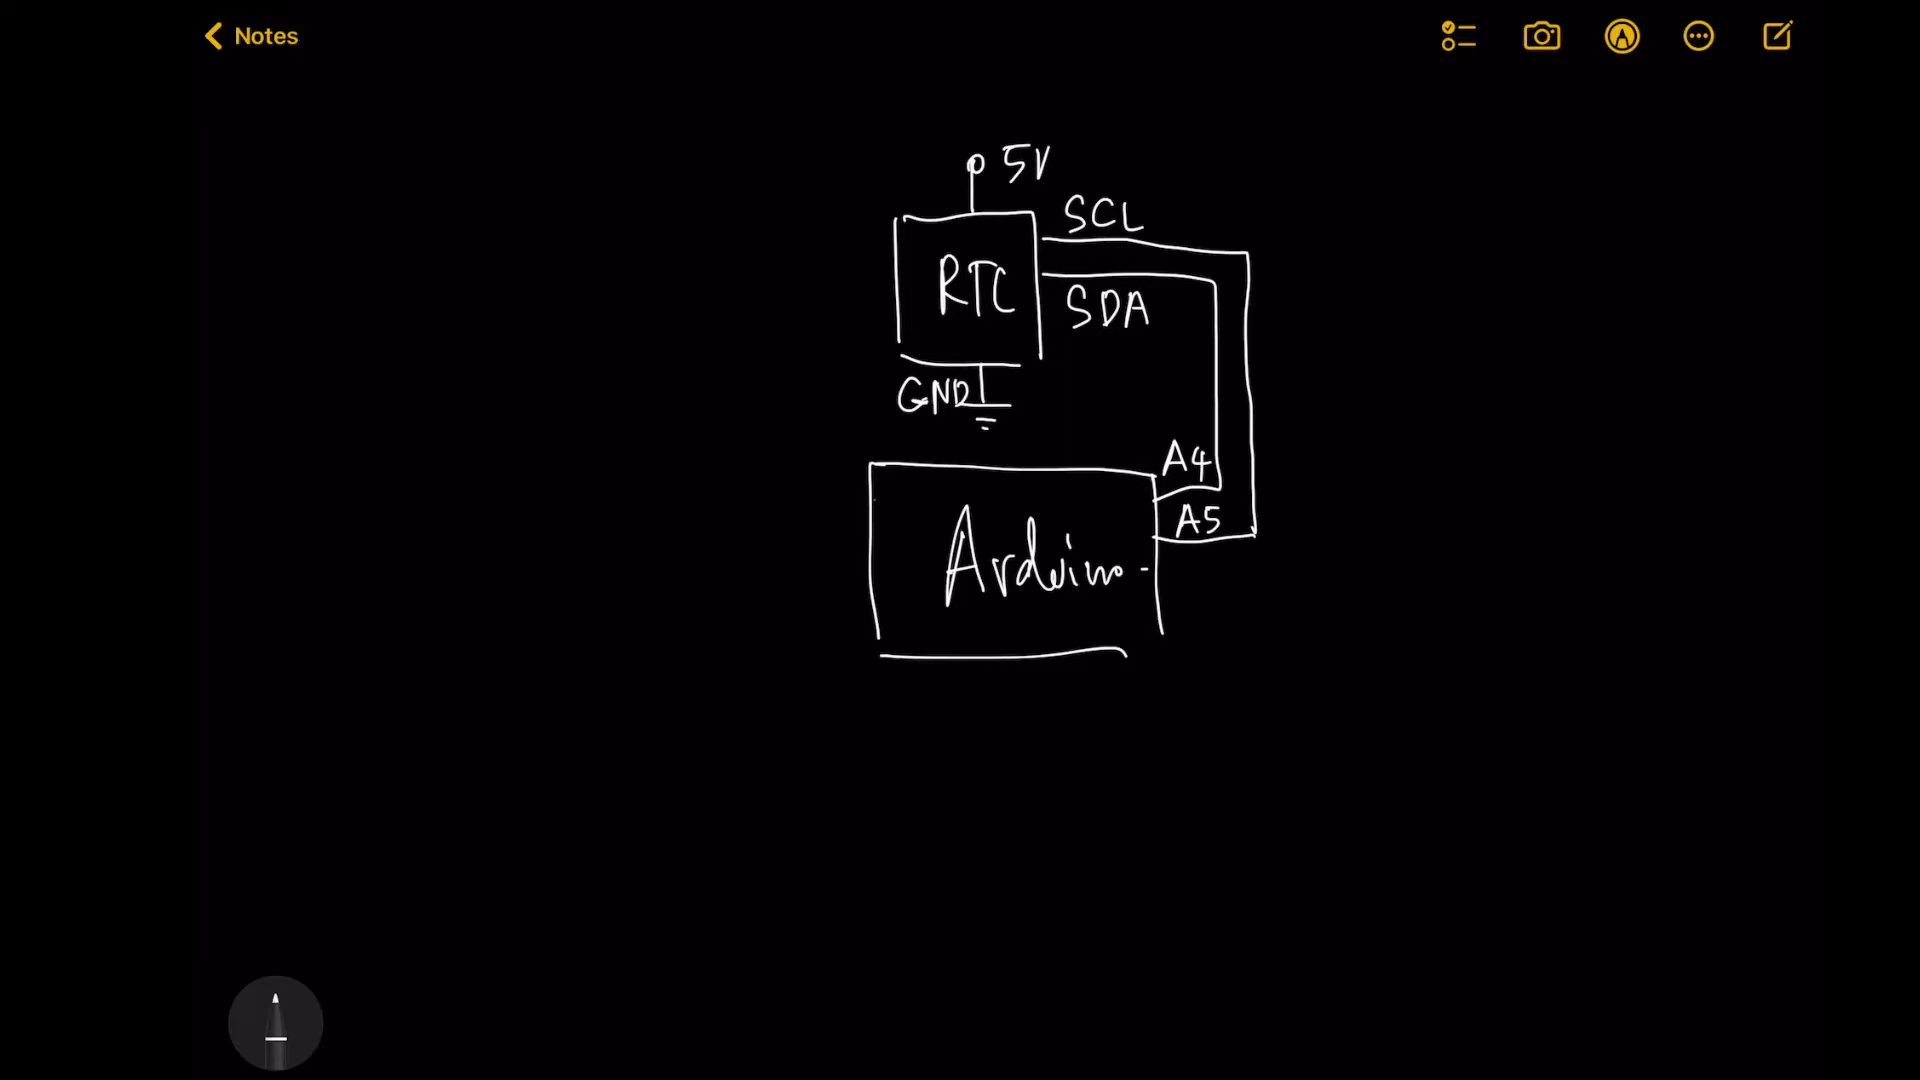 Notes
5V
SCL
RTC
SDA
GND
A4
A5
Arduino